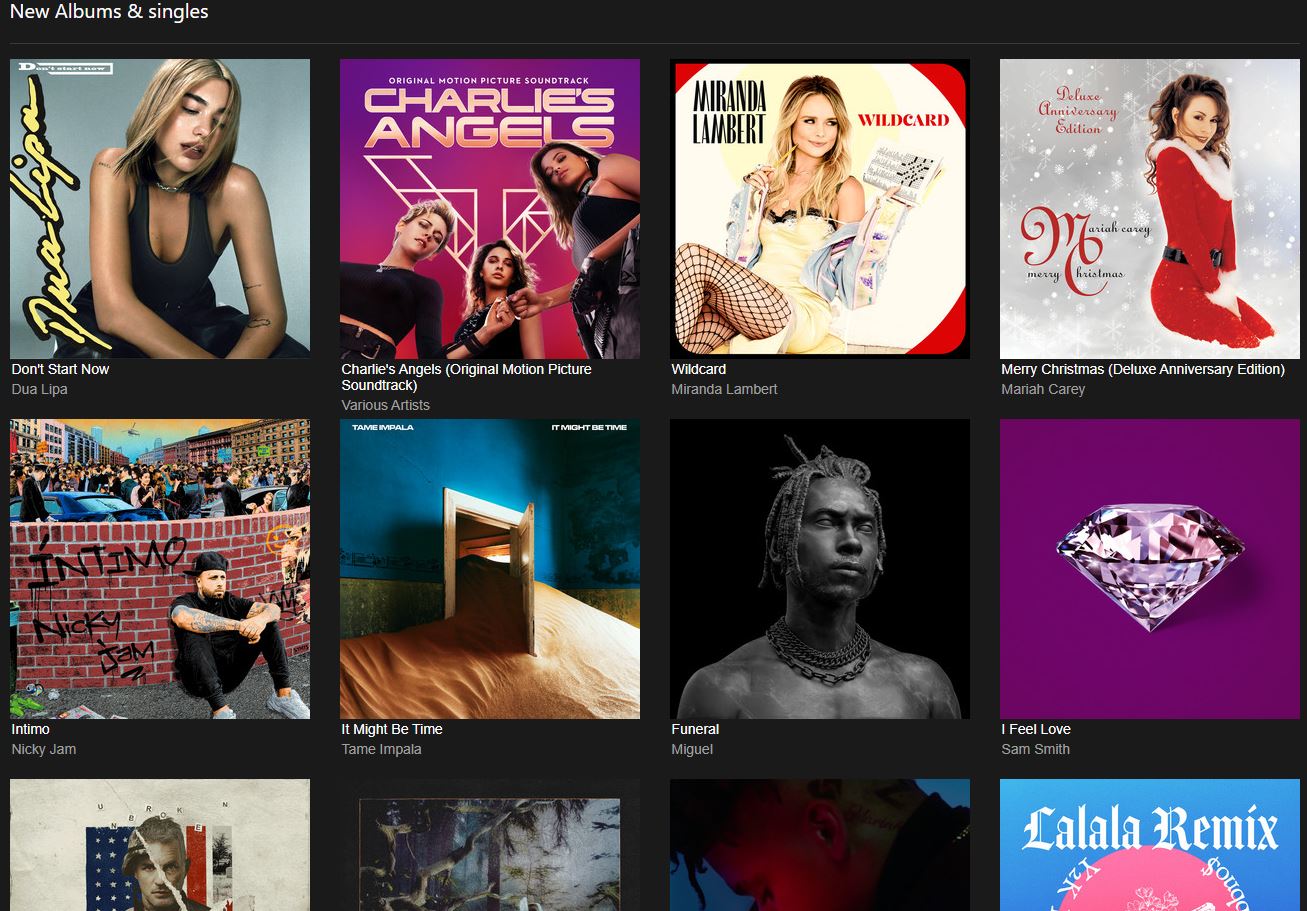 New Albums & singles
Don't start now
Dua Lipa
Don't Start Now
Dua Lipa
ORIGINAL MOTION PICTURE SOUNDTRACK
CHARLIE'S
ANGELS
Charlie's Angels (Original Motion Picture
Soundtrack)
Various Artists
MIRANDA
LAMBERT
WILDCARD
Wildcard
Miranda Lambert
Deluxe
Anniversary
Edition
Mariah carey
merry Christmas
Merry Christmas (Deluxe Anniversary Edition)
Mariah Carey
ÍNTIMO
Nicky
Jam
Intimo
Nicky Jam
TAME IMPALA
IT MIGHT BE TIME
It Might Be Time
Tame Impala
Funeral
Miguel
I Feel Love
Sam Smith
UNBROKEN
Lalala Remix
Y2K